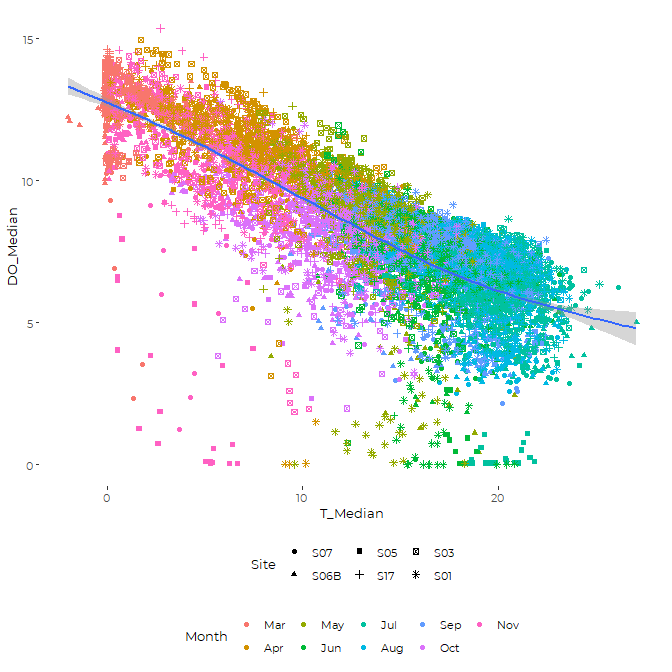 15
10
5
0
DO_Median
0 10 20
T_Median
Site
S07 S05 S03
S06B S17 S01
Month
Mar May Jul Sep Nov
Apr Jun Aug Oct